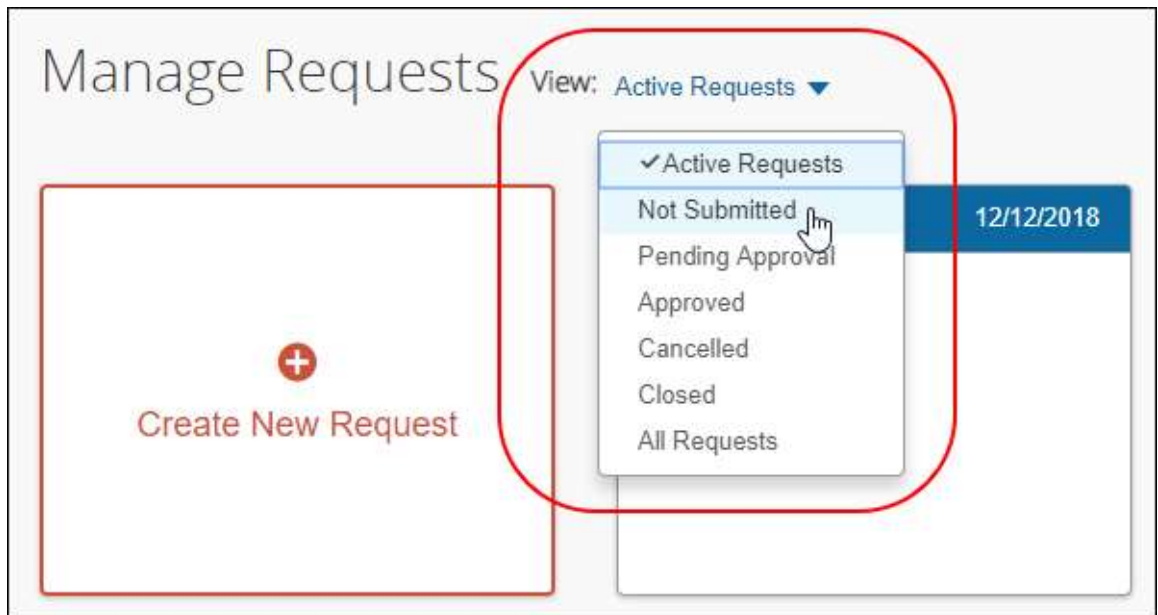 Manage Requests View: Active Requests
✓Active Requests
Not Submitted
12/12/2018
Pending Approval
Approved
Cancelled
Closed
All Requests
Create New Request